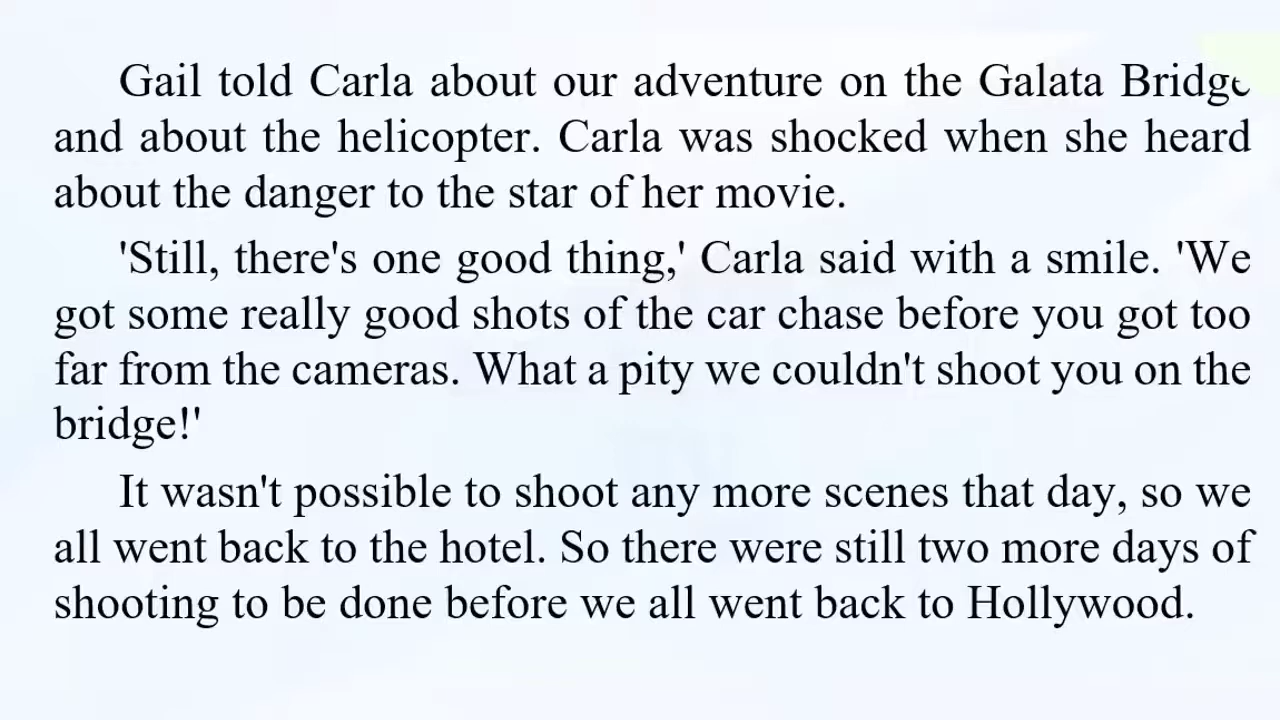 Gail told Carla about our adventure on the Galata Bridge
and about the helicopter. Carla was shocked when she heard
about the danger to the star of her movie.
'Still, there's one good thing,' Carla said with a smile. 'We
got some really good shots of the car chase before you got too
far from the cameras. What a pity we couldn't shoot you on the
bridge!'
It wasn't possible to shoot any more scenes that day, so we
all went back to the hotel. So there were still two more days of
shooting to be done before we all went back to Hollywood.